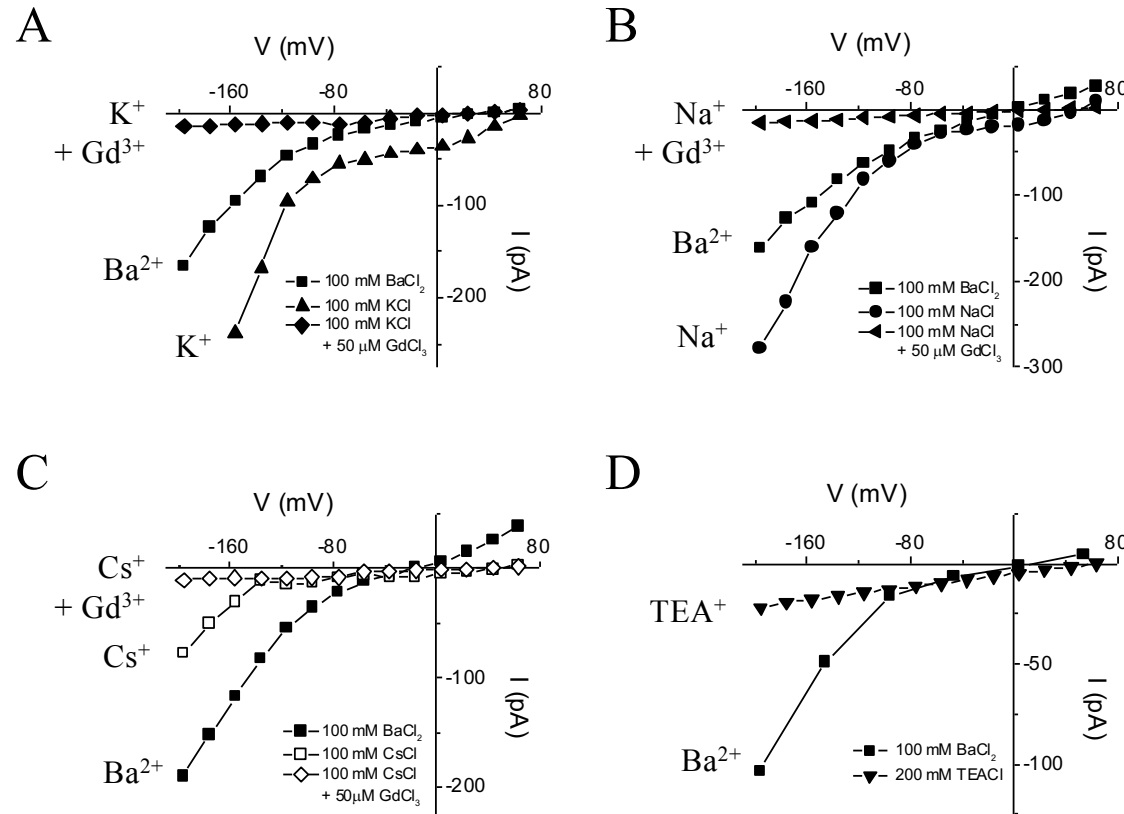 A
V (mV)
-160
-80
80
K⁺
+ Gd³⁺
-100
I (pA)
Ba²⁺
100 mM BaCl₂
100 mM KCl
100 mM KCl
+ 50 μM GdCl₃
-200
K⁺
B
V (mV)
-160
-80
80
Na⁺
+ Gd³⁺
-100
I (pA)
Ba²⁺
-200
100 mM BaCl₂
100 mM NaCl
100 mM NaCl
+ 50 μM GdCl₃
Na⁺
-300
C
V (mV)
-160
-80
80
Cs⁺
+ Gd³⁺
Cs⁺
-100
I (pA)
100 mM BaCl₂
100 mM CsCl
100 mM CsCl
+ 50μM GdCl₃
Ba²⁺
-200
D
V (mV)
-160
-80
80
TEA⁺
-50
I (pA)
Ba²⁺
100 mM BaCl₂
200 mM TEACl
-100